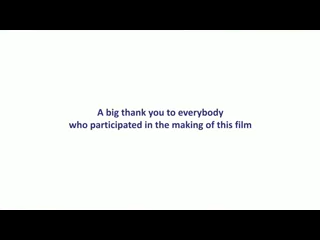 A big thank you to everybody
who participated in the making of this film